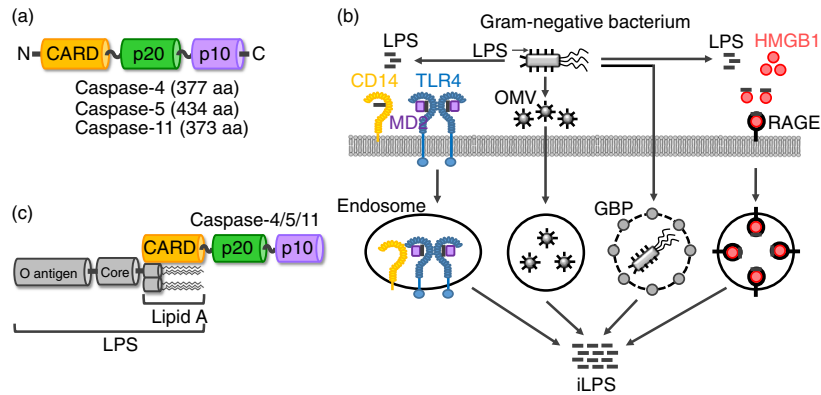 (a)
N CARD p20 p10 C
Caspase-4 (377 aa)
Caspase-5 (434 aa)
Caspase-11 (373 aa)
(b)
Gram-negative bacterium
LPS
LPS
LPS
HMGB1
CD14
TLR4
MD2
OMV
RAGE
Endosome
GBP
iLPS
(c)
Caspase-4/5/11
CARD p20 p10
O antigen Core
Lipid A
LPS